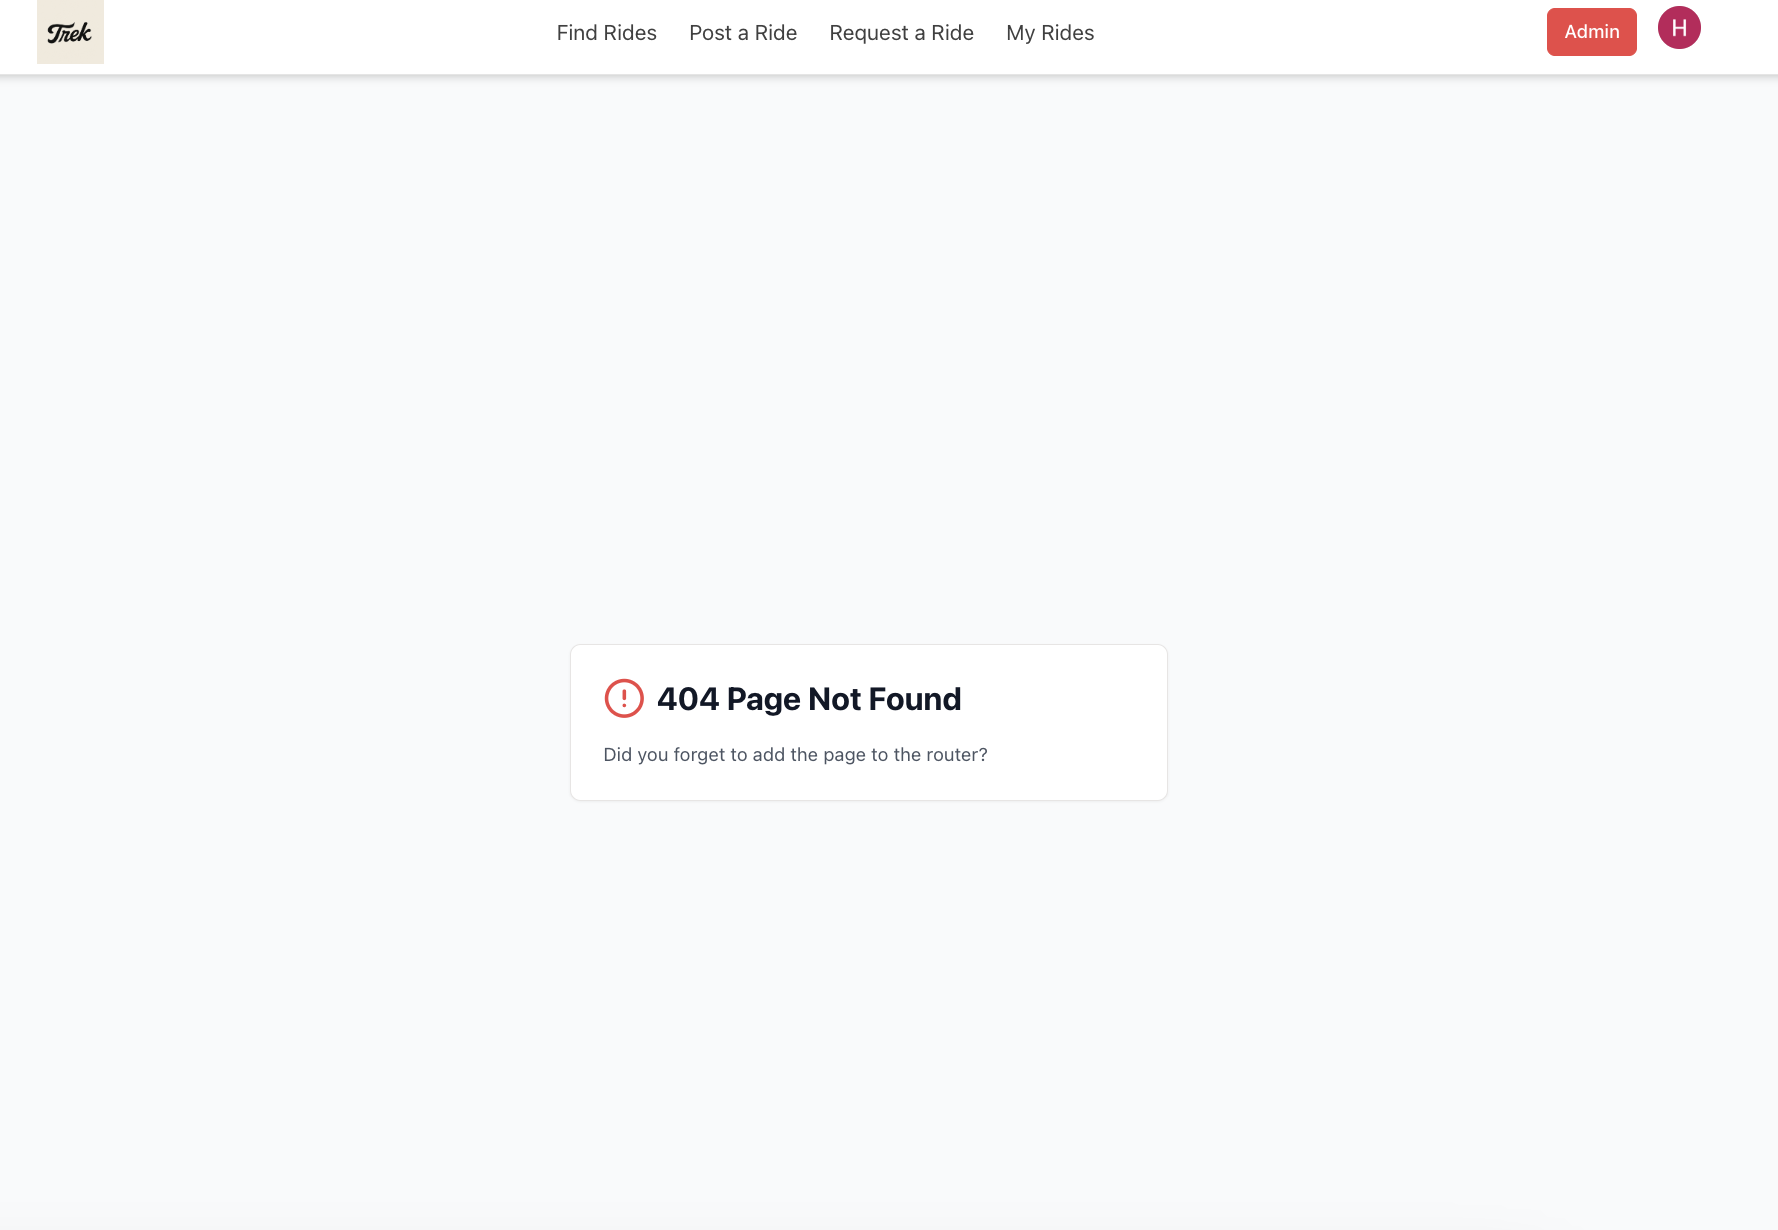 Trek
Find Rides
Post a Ride
Request a Ride
My Rides
Admin
H
404 Page Not Found
Did you forget to add the page to the router?